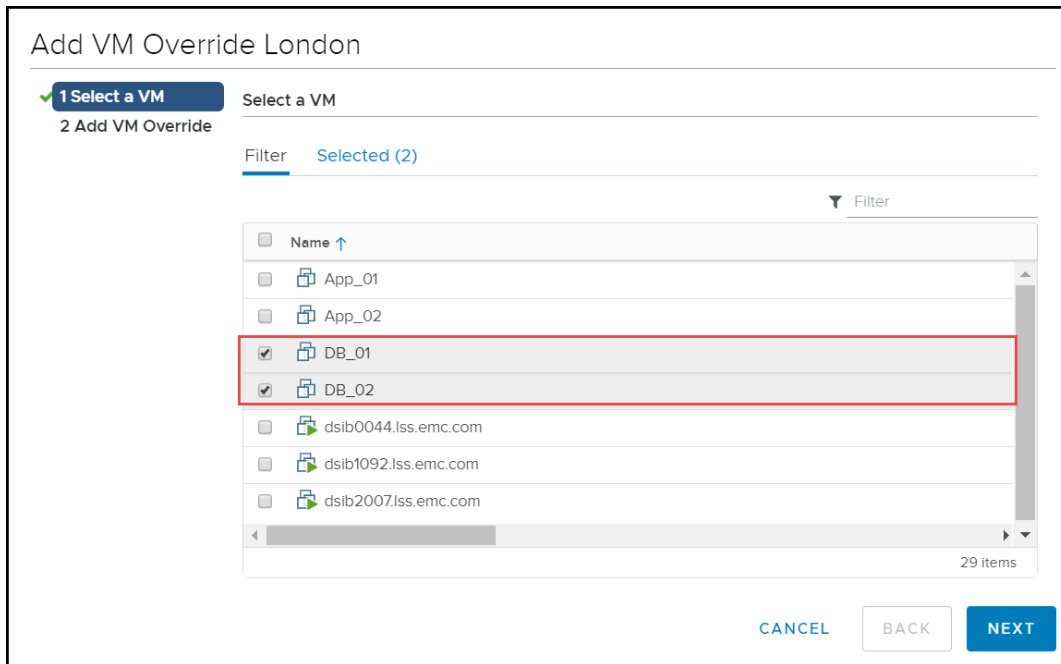 Add VM Override London
1 Select a VM
2 Add VM Override
Select a VM
Filter Selected (2)
Filter
Name ↑
App_01
App_02
DB_01
DB_02
dsib0044.lss.emc.com
dsib1092.lss.emc.com
dsib2007.lss.emc.com
29 items
CANCEL BACK NEXT